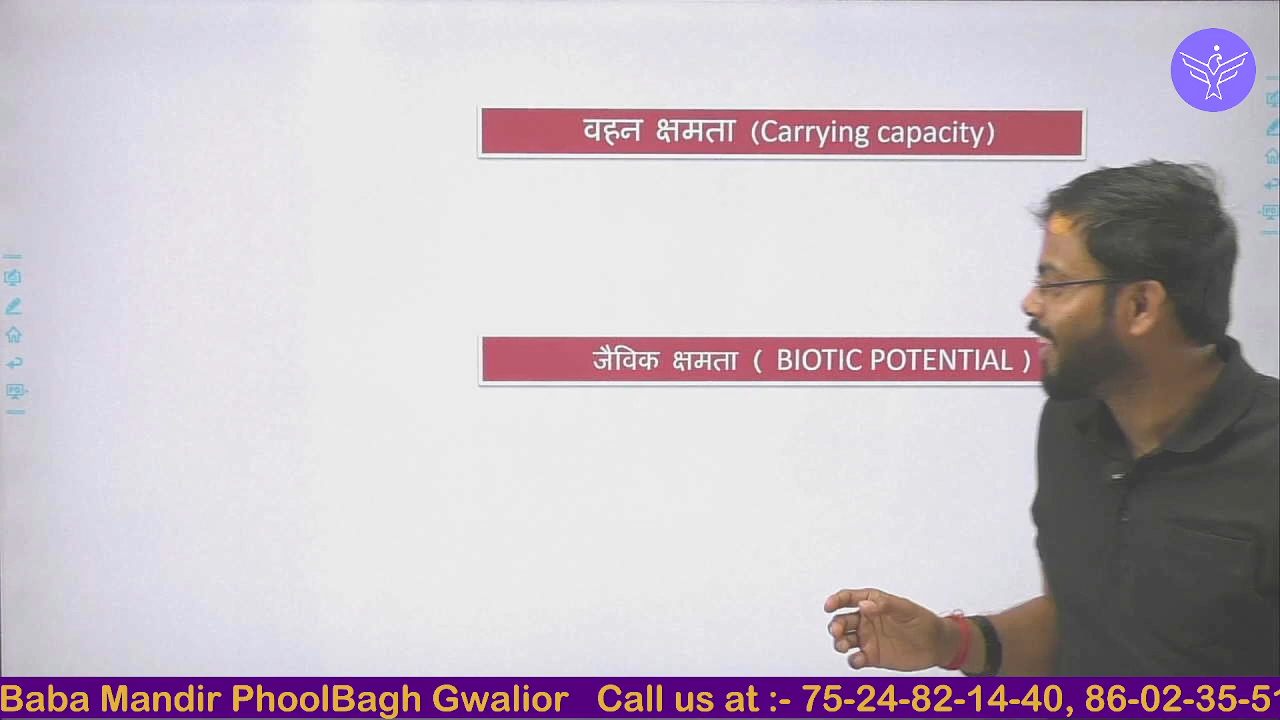 वहन क्षमता (Carrying capacity)
जैविक क्षमता ( BIOTIC POTENTIAL )
Baba Mandir PhoolBagh Gwalior Call us at :- 75-24-82-14-40, 86-02-35-51